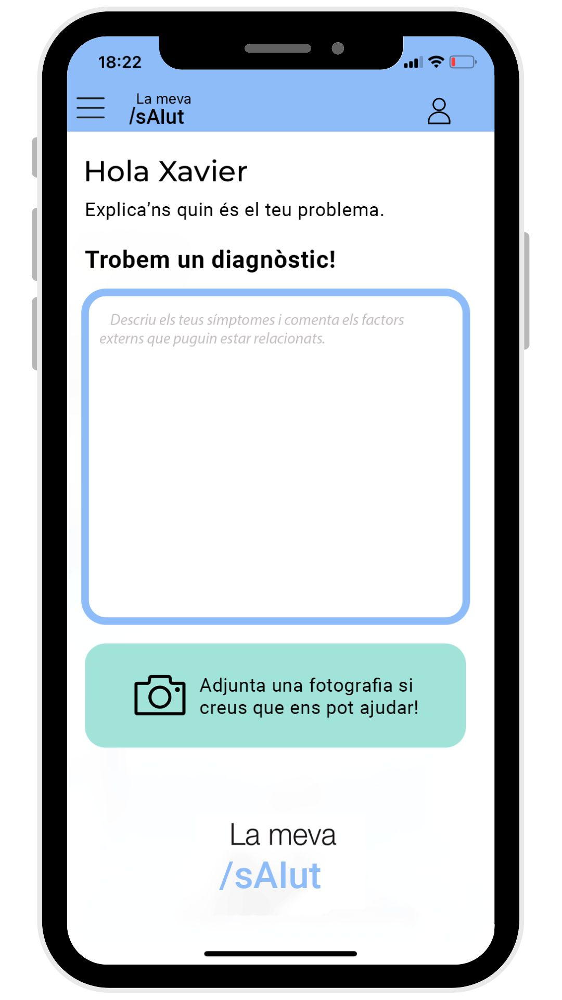 18:22
La meva
/sAlut
Hola Xavier
Explica’ns quin és el teu problema.
Trobem un diagnòstic!
Descriu els teus símptomes i comenta els factors
externs que puguin estar relacionats.
Adjunta una fotografia si
creus que ens pot ajudar!
La meva
/sAlut